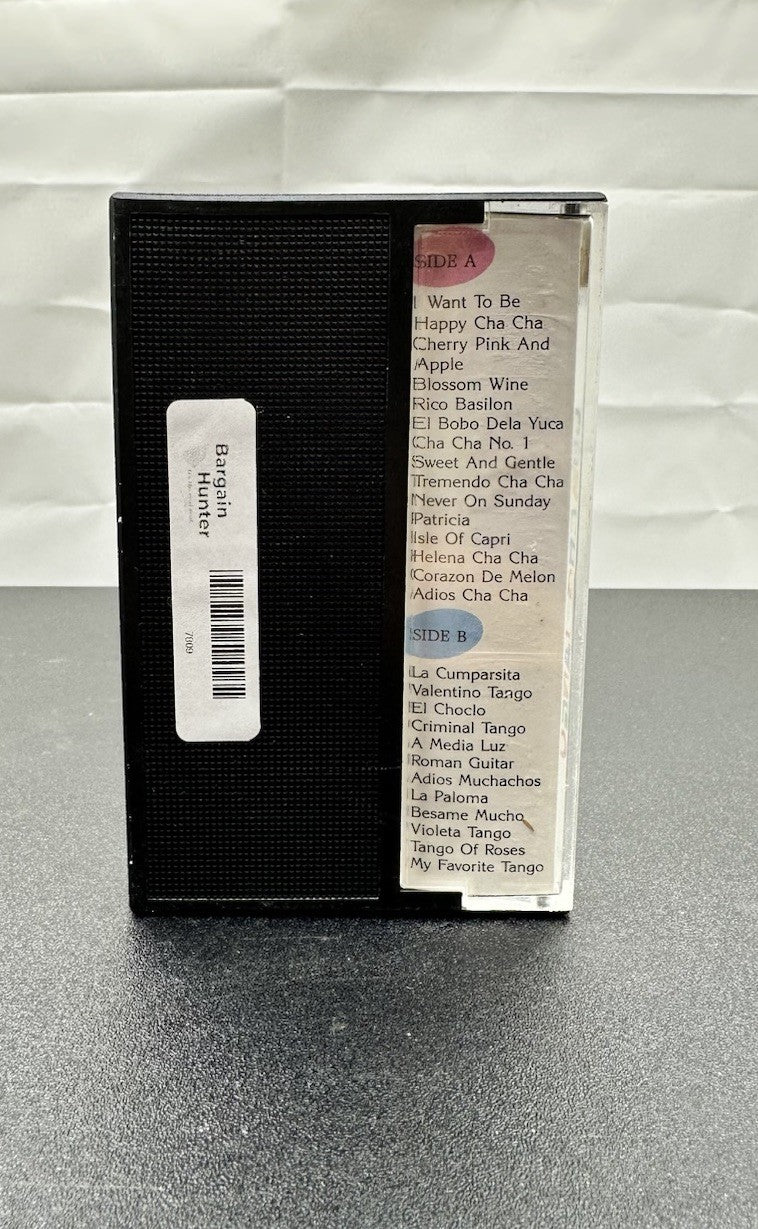 Bargain
Hunter
7809
SIDE A
I Want To Be
Happy Cha Cha
Cherry Pink And
Apple
Blossom Wine
Rico Basilon
El Bobo Dela Yuca
Cha Cha No. 1
Sweet And Gentle
Tremendo Cha Cha
Never On Sunday
Patricia
Isle Of Capri
Helena Cha Cha
Corazon De Melon
Adios Cha Cha
SIDE B
La Cumparsita
Valentino Tango
El Choclo
Criminal Tango
A Media Luz
Roman Guitar
Adios Muchachos
La Paloma
Besame Mucho
Violeta Tango
Tango Of Roses
My Favorite Tango